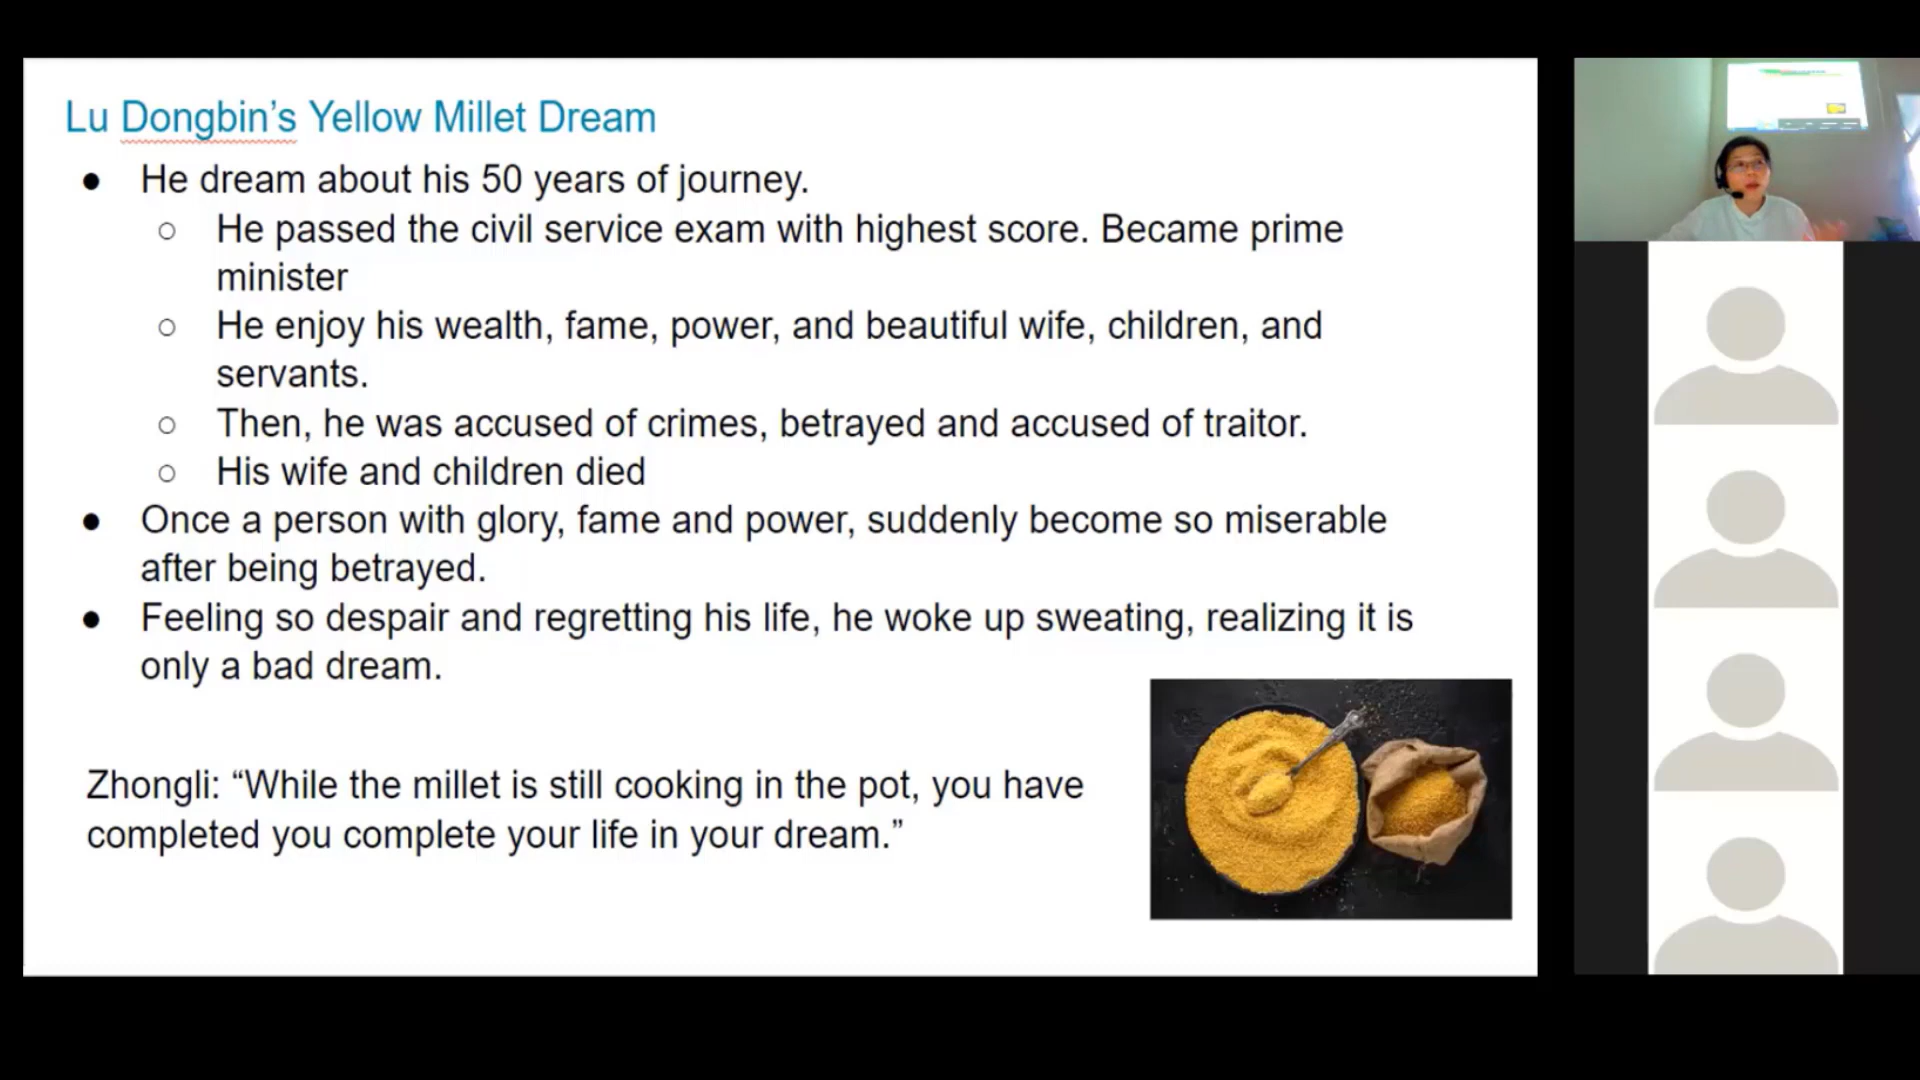 Lu Dongbin’s Yellow Millet Dream
● He dream about his 50 years of journey.
○ He passed the civil service exam with highest score. Became prime
minister
○ He enjoy his wealth, fame, power, and beautiful wife, children, and
servants.
○ Then, he was accused of crimes, betrayed and accused of traitor.
○ His wife and children died
● Once a person with glory, fame and power, suddenly become so miserable
after being betrayed.
● Feeling so despair and regretting his life, he woke up sweating, realizing it is
only a bad dream.
Zhongli: “While the millet is still cooking in the pot, you have
completed you complete your life in your dream.”